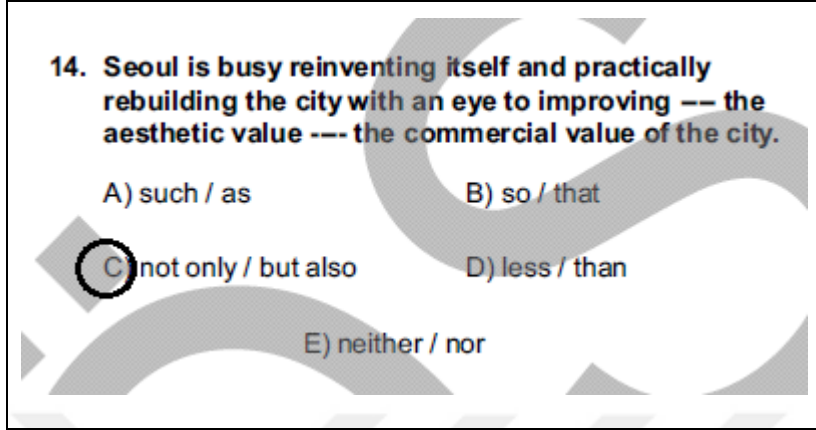 14. Seoul is busy reinventing itself and practically
rebuilding the city with an eye to improving ---- the
aesthetic value ---- the commercial value of the city.
A) such / as B) so / that
C) not only / but also D) less / than
E) neither / nor